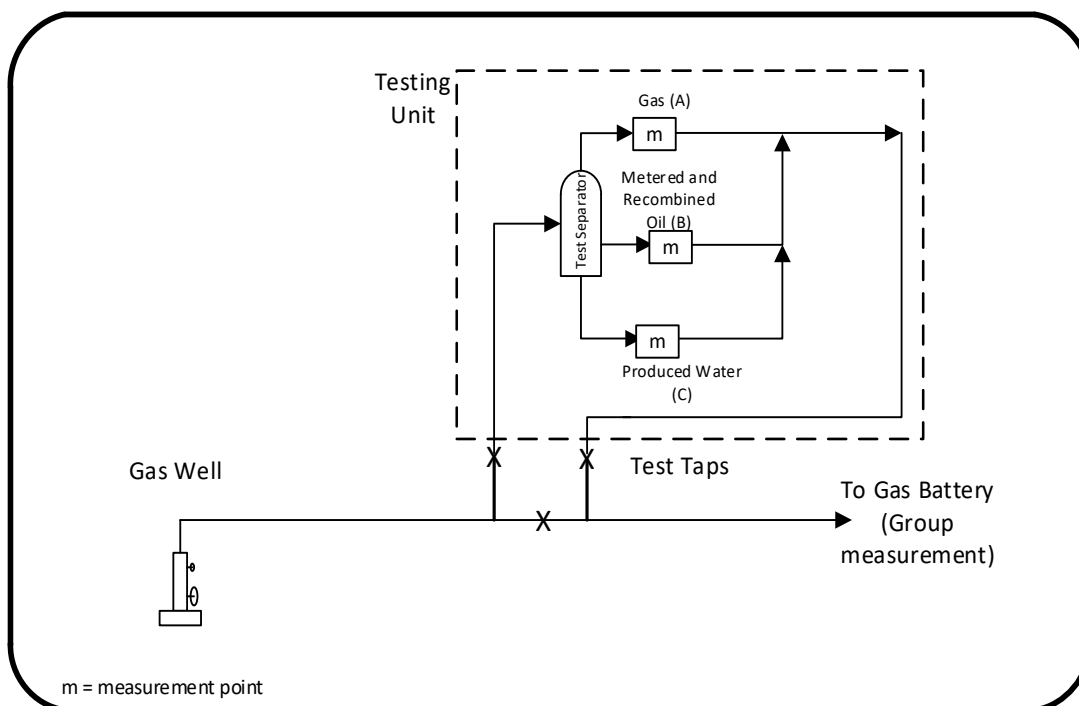 Testing
Unit
Gas (A)
m
Metered and
Recombined
Oil (B)
m
Test Separator
m
Produced Water
(C)
X
X
Test Taps
Gas Well
X
To Gas Battery
(Group
measurement)
m = measurement point